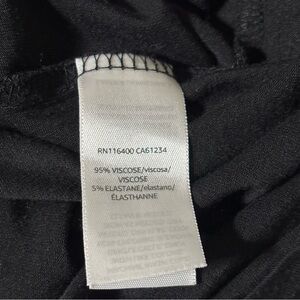 RN116400 CA61234
95% VISCOSE/viscosa/
VISCOSE
5% ELASTANE/elastano/
ÉLASTHANNE